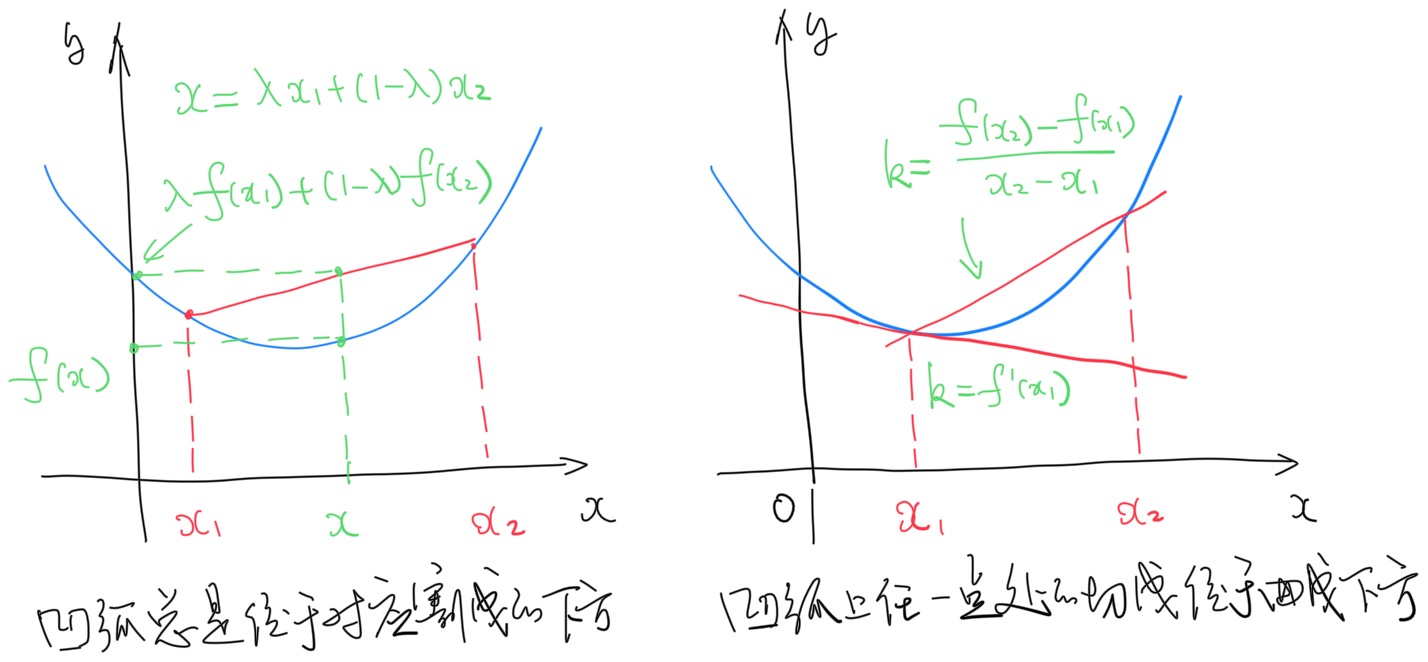 y
x = λx₁+(1-λ)x₂
λf(x₁)+(1-λ)f(x₂)
f(x)
x₁
x
x₂
x
凹弧总是位于对应割线的下方
y
k = f(x₂)-f(x₁)
x₂-x₁
k=f'(x₁)
0
x₁
x₂
x
凹弧上任一点处的切线位于曲线下方